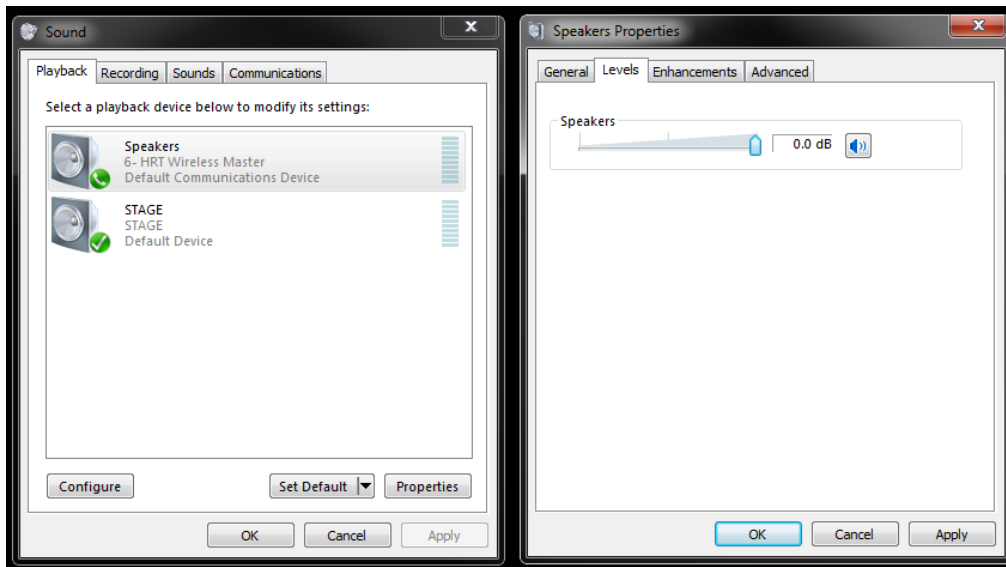 Sound
X
Playback Recording Sounds Communications
Select a playback device below to modify its settings:
Speakers
6- HRT Wireless Master
Default Communications Device
STAGE
STAGE
Default Device
Configure Set Default Properties
OK Cancel Apply
Speakers Properties
X
General Levels Enhancements Advanced
Speakers
0.0 dB
OK Cancel Apply